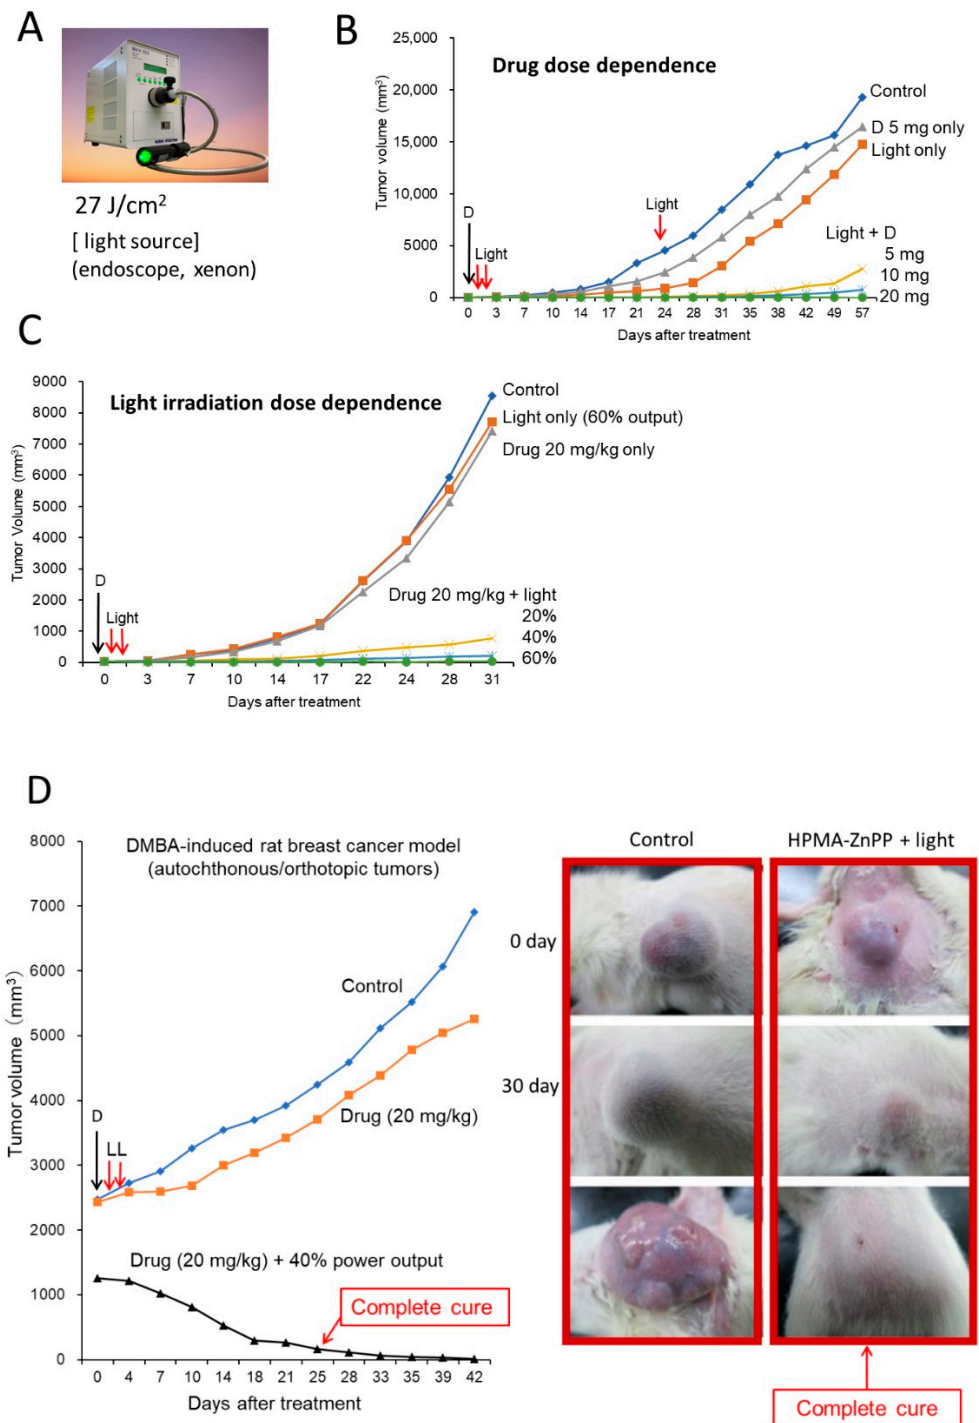 A
27 J/cm²
[ light source]
(endoscope, xenon)
B
Drug dose dependence
Tumor volume (mm³)
25,000
20,000
15,000
10,000
5000
0
Control
D 5 mg only
Light only
Light
D
Light
Light + D
5 mg
10 mg
20 mg
0 3 7 10 14 17 21 24 28 31 35 38 42 49 57
Days after treatment
C
Light irradiation dose dependence
Tumor Volume (mm³)
9000
8000
7000
6000
5000
4000
3000
2000
1000
0
Control
Light only (60% output)
Drug 20 mg/kg only
D
Light
Drug 20 mg/kg + light
20%
40%
60%
0 3 7 10 14 17 22 24 28 31
Days after treatment
D
DMBA-induced rat breast cancer model
(autochthonous/orthotopic tumors)
Tumor volume (mm³)
8000
7000
6000
5000
4000
3000
2000
1000
0
Control
Drug (20 mg/kg)
D
LL
Drug (20 mg/kg) + 40% power output
Complete cure
0 4 7 10 14 18 21 25 28 33 35 39 42
Days after treatment
Control
HPMA-ZnPP + light
0 day
30 day
Complete cure